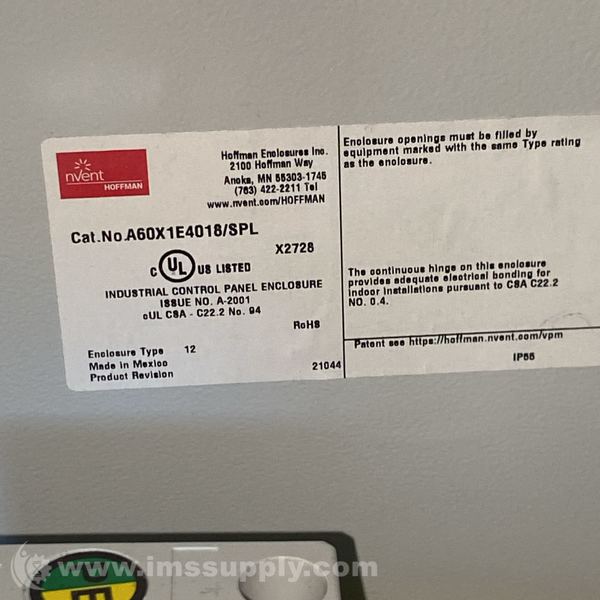 nvent
HOFFMAN
Hoffman Enclosures Inc.
2100 Hoffman Way
Anoka, MN 55303-1745
(763) 422-2211 Tel
www.nvent.com/HOFFMAN
Cat.No.A60X1E4018/SPL
X2728
C UL US LISTED
INDUSTRIAL CONTROL PANEL ENCLOSURE
ISSUE NO. A-2001
cUL CSA - C22.2 No. 94
RoHS
Enclosure Type 12
Made in Mexico
Product Revision
21044
Enclosure openings must be filled by
equipment marked with the same Type rating
as the enclosure.
The continuous hinge on this enclosure
provides adequate electrical bonding for
indoor installations pursuant to CSA C22.2
NO. 0.4.
Patent see https://hoffman.nvent.com/vpm
IP55
www.imssupply.com